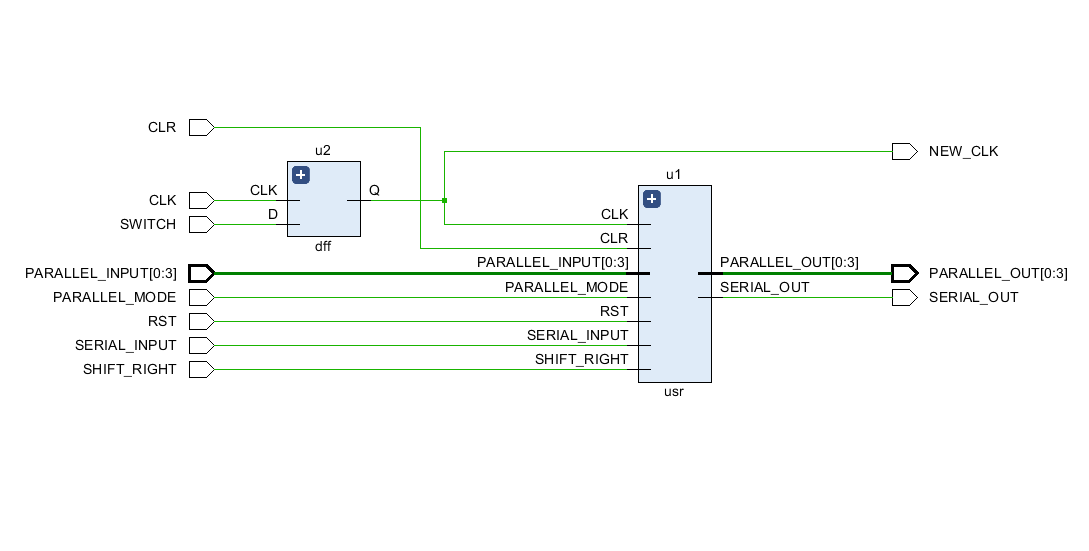 CLR
u2
NEW_CLK
u1
CLK
CLK
Q
SWITCH
D
CLK
dff
CLR
PARALLEL_INPUT[0:3]
PARALLEL_INPUT[0:3]
PARALLEL_OUT[0:3]
PARALLEL_OUT[0:3]
PARALLEL_MODE
PARALLEL_MODE
SERIAL_OUT
SERIAL_OUT
RST
RST
SERIAL_INPUT
SERIAL_INPUT
SHIFT_RIGHT
SHIFT_RIGHT
usr